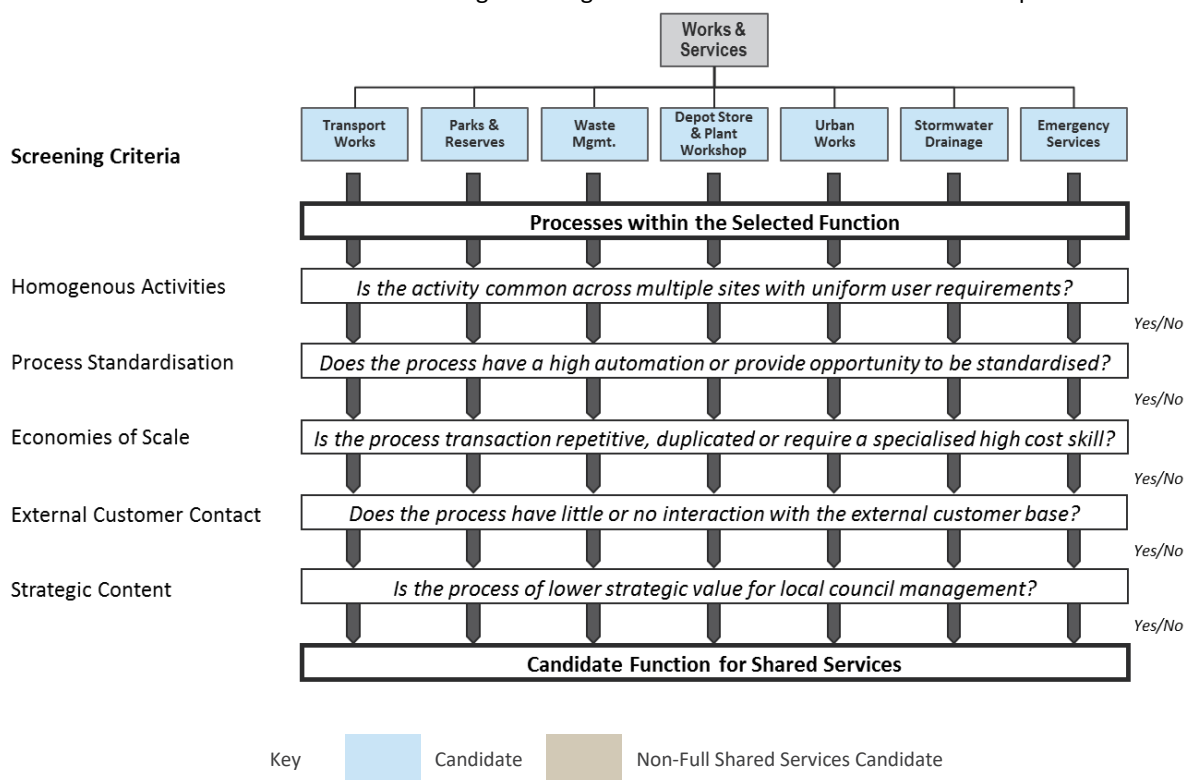 Works &
Services
Transport
Works
Parks &
Reserves
Waste
Mgmt.
Depot Store
& Plant
Workshop
Urban
Works
Stormwater
Drainage
Emergency
Services
Screening Criteria
Processes within the Selected Function
Homogenous Activities
Is the activity common across multiple sites with uniform user requirements?
Yes/No
Process Standardisation
Does the process have a high automation or provide opportunity to be standardised?
Yes/No
Economies of Scale
Is the process transaction repetitive, duplicated or require a specialised high cost skill?
Yes/No
External Customer Contact
Does the process have little or no interaction with the external customer base?
Yes/No
Strategic Content
Is the process of lower strategic value for local council management?
Yes/No
Candidate Function for Shared Services
Key
Candidate
Non-Full Shared Services Candidate